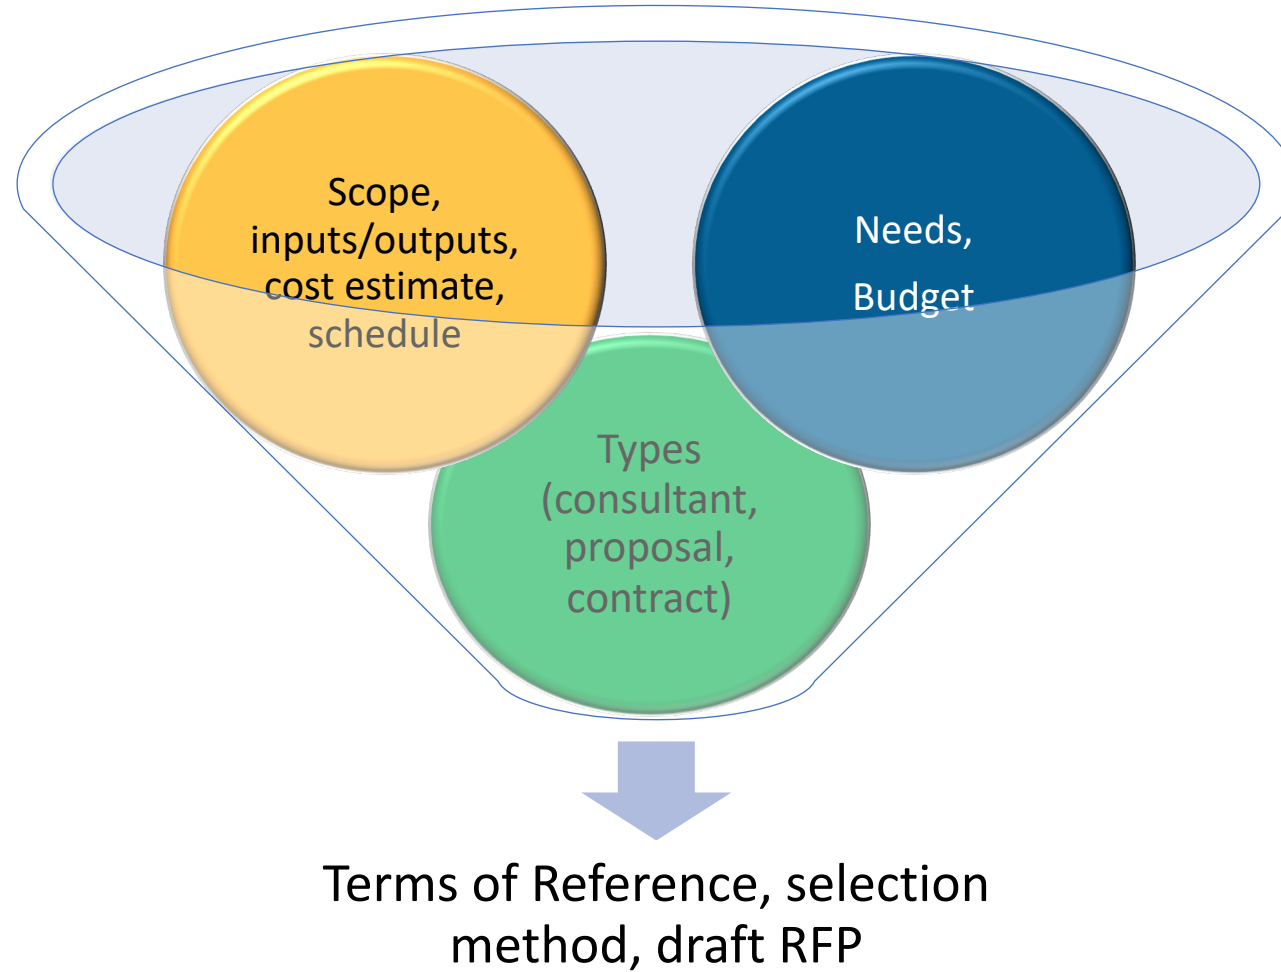 Scope,
inputs/outputs,
cost estimate,
schedule
Needs,
Budget
Types
(consultant,
proposal,
contract)
Terms of Reference, selection
method, draft RFP